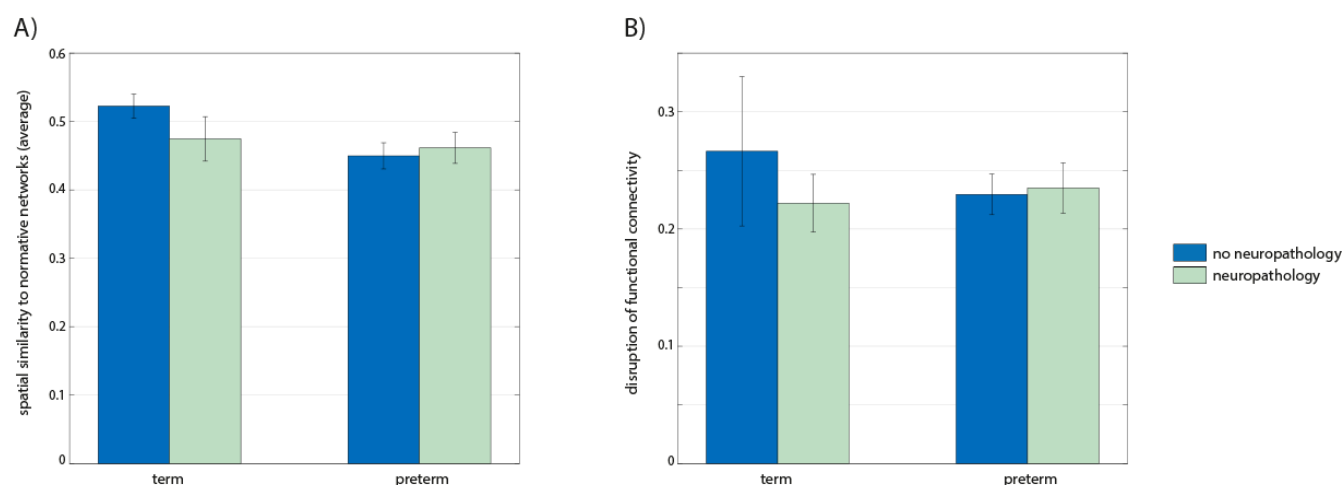 A)
0.6
0.5
0.4
0.3
0.2
0.1
0
spatial similarity to normative networks (average)
term
preterm
B)
0.3
0.2
0.1
0
disruption of functional connectivity
term
preterm
no neuropathology
neuropathology